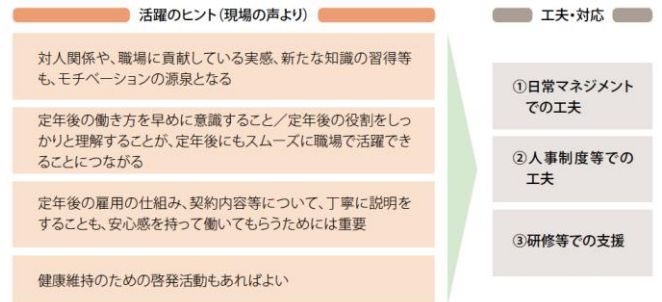 活躍のヒント(現場の声より)
対人関係や、職場に貢献している実感、新たな知識の習得等
も、モチベーションの源泉となる
定年後の働き方を早めに意識すること/定年後の役割をしっ
かりと理解することが、定年後にもスムーズに職場で活躍でき
ることにつながる
定年後の雇用の仕組み、契約内容等について、丁寧に説明を
することも、安心感を持って働いてもらうためには重要
健康維持のための啓発活動もあればよい
工夫・対応
①日常マネジメント
での工夫
②人事制度等での
工夫
③研修等での支援